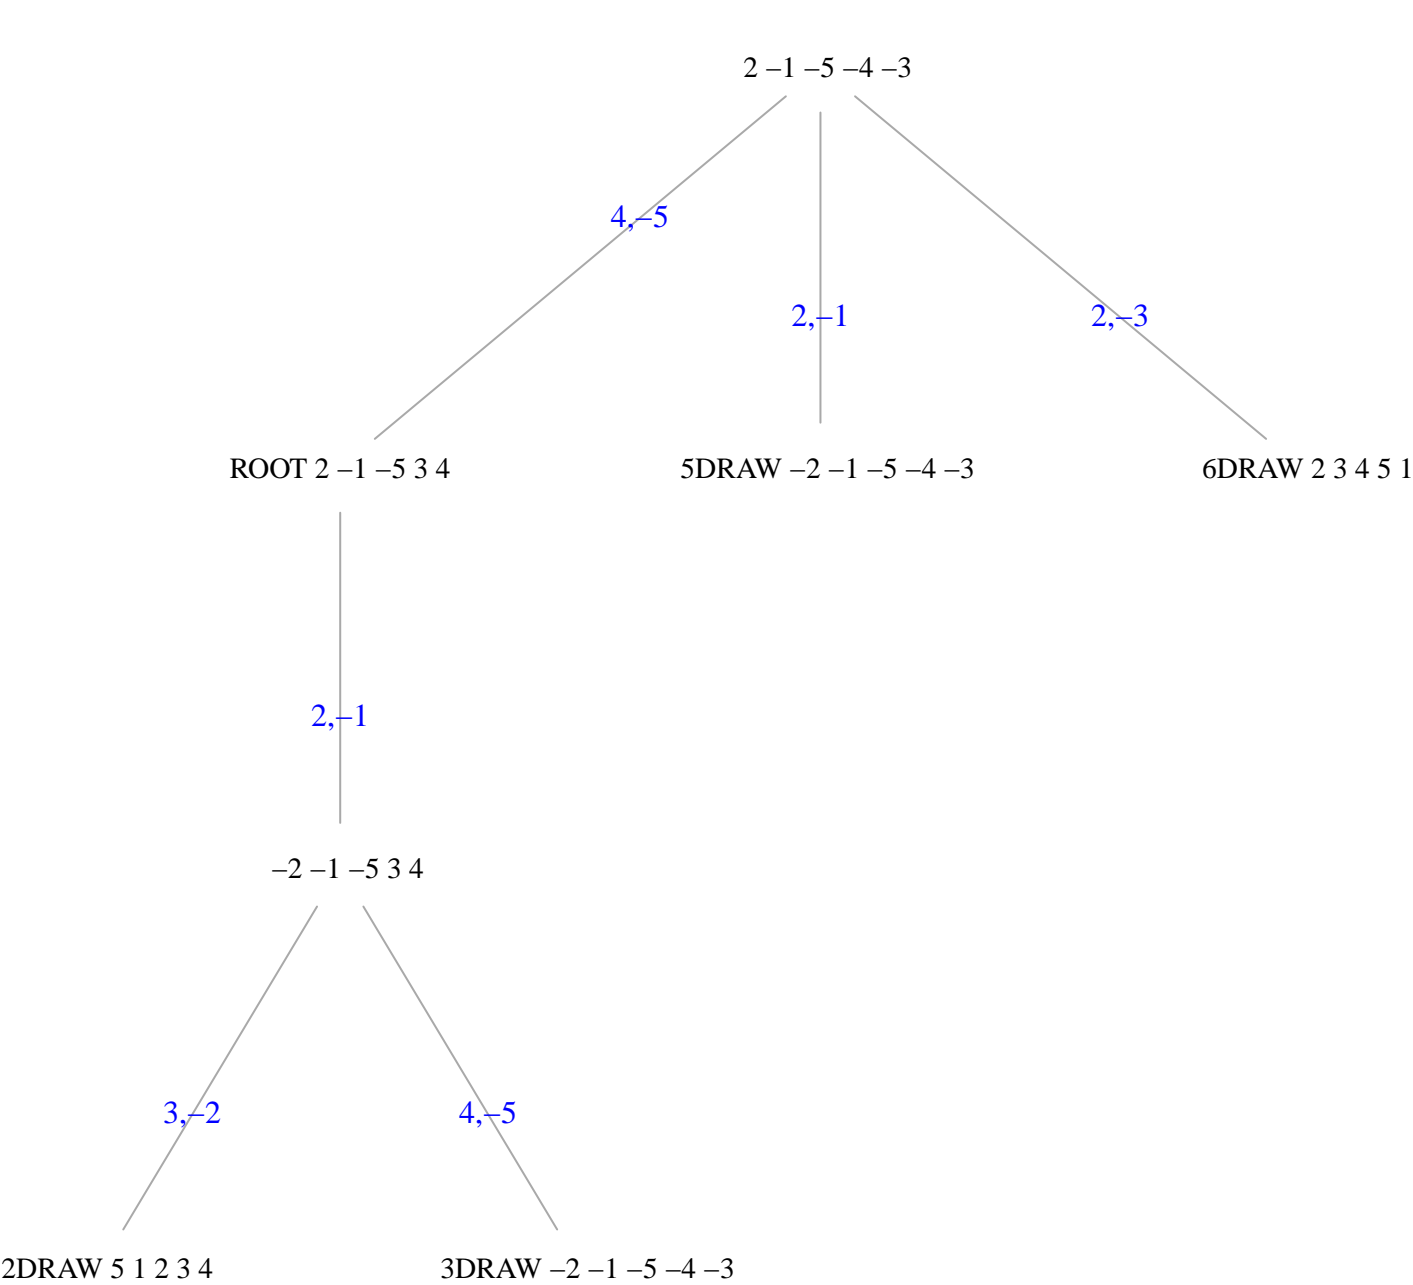 2 –1 –5 –4 –3
4,–5
2,–1
2,–3
ROOT 2 –1 –5 3 4
5DRAW –2 –1 –5 –4 –3
6DRAW 2 3 4 5 1
2,–1
–2 –1 –5 3 4
3,–2
4,–5
2DRAW 5 1 2 3 4
3DRAW –2 –1 –5 –4 –3